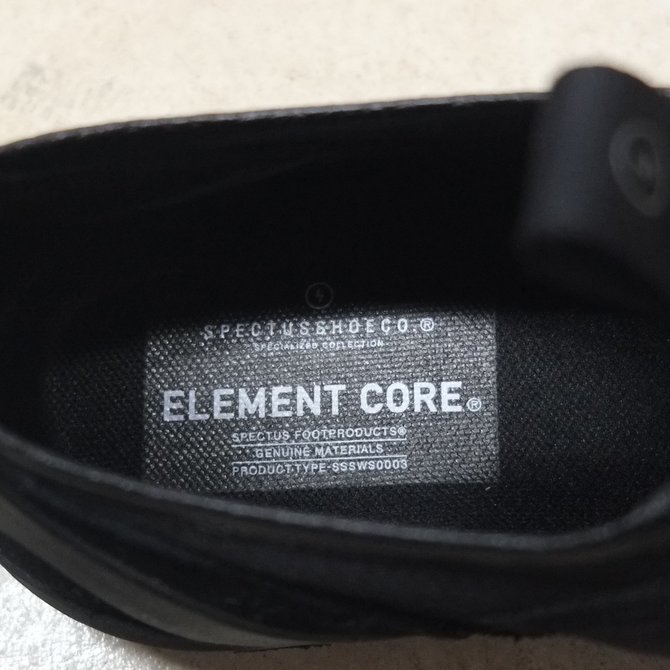 SPECTUSSHOECO.®
SPECIALIZED COLLECTION
ELEMENT CORE®
SPECTUS FOOTPRODUCTS®
GENUINE MATERIALS
PRODUCT TYPE-SSSWS0003